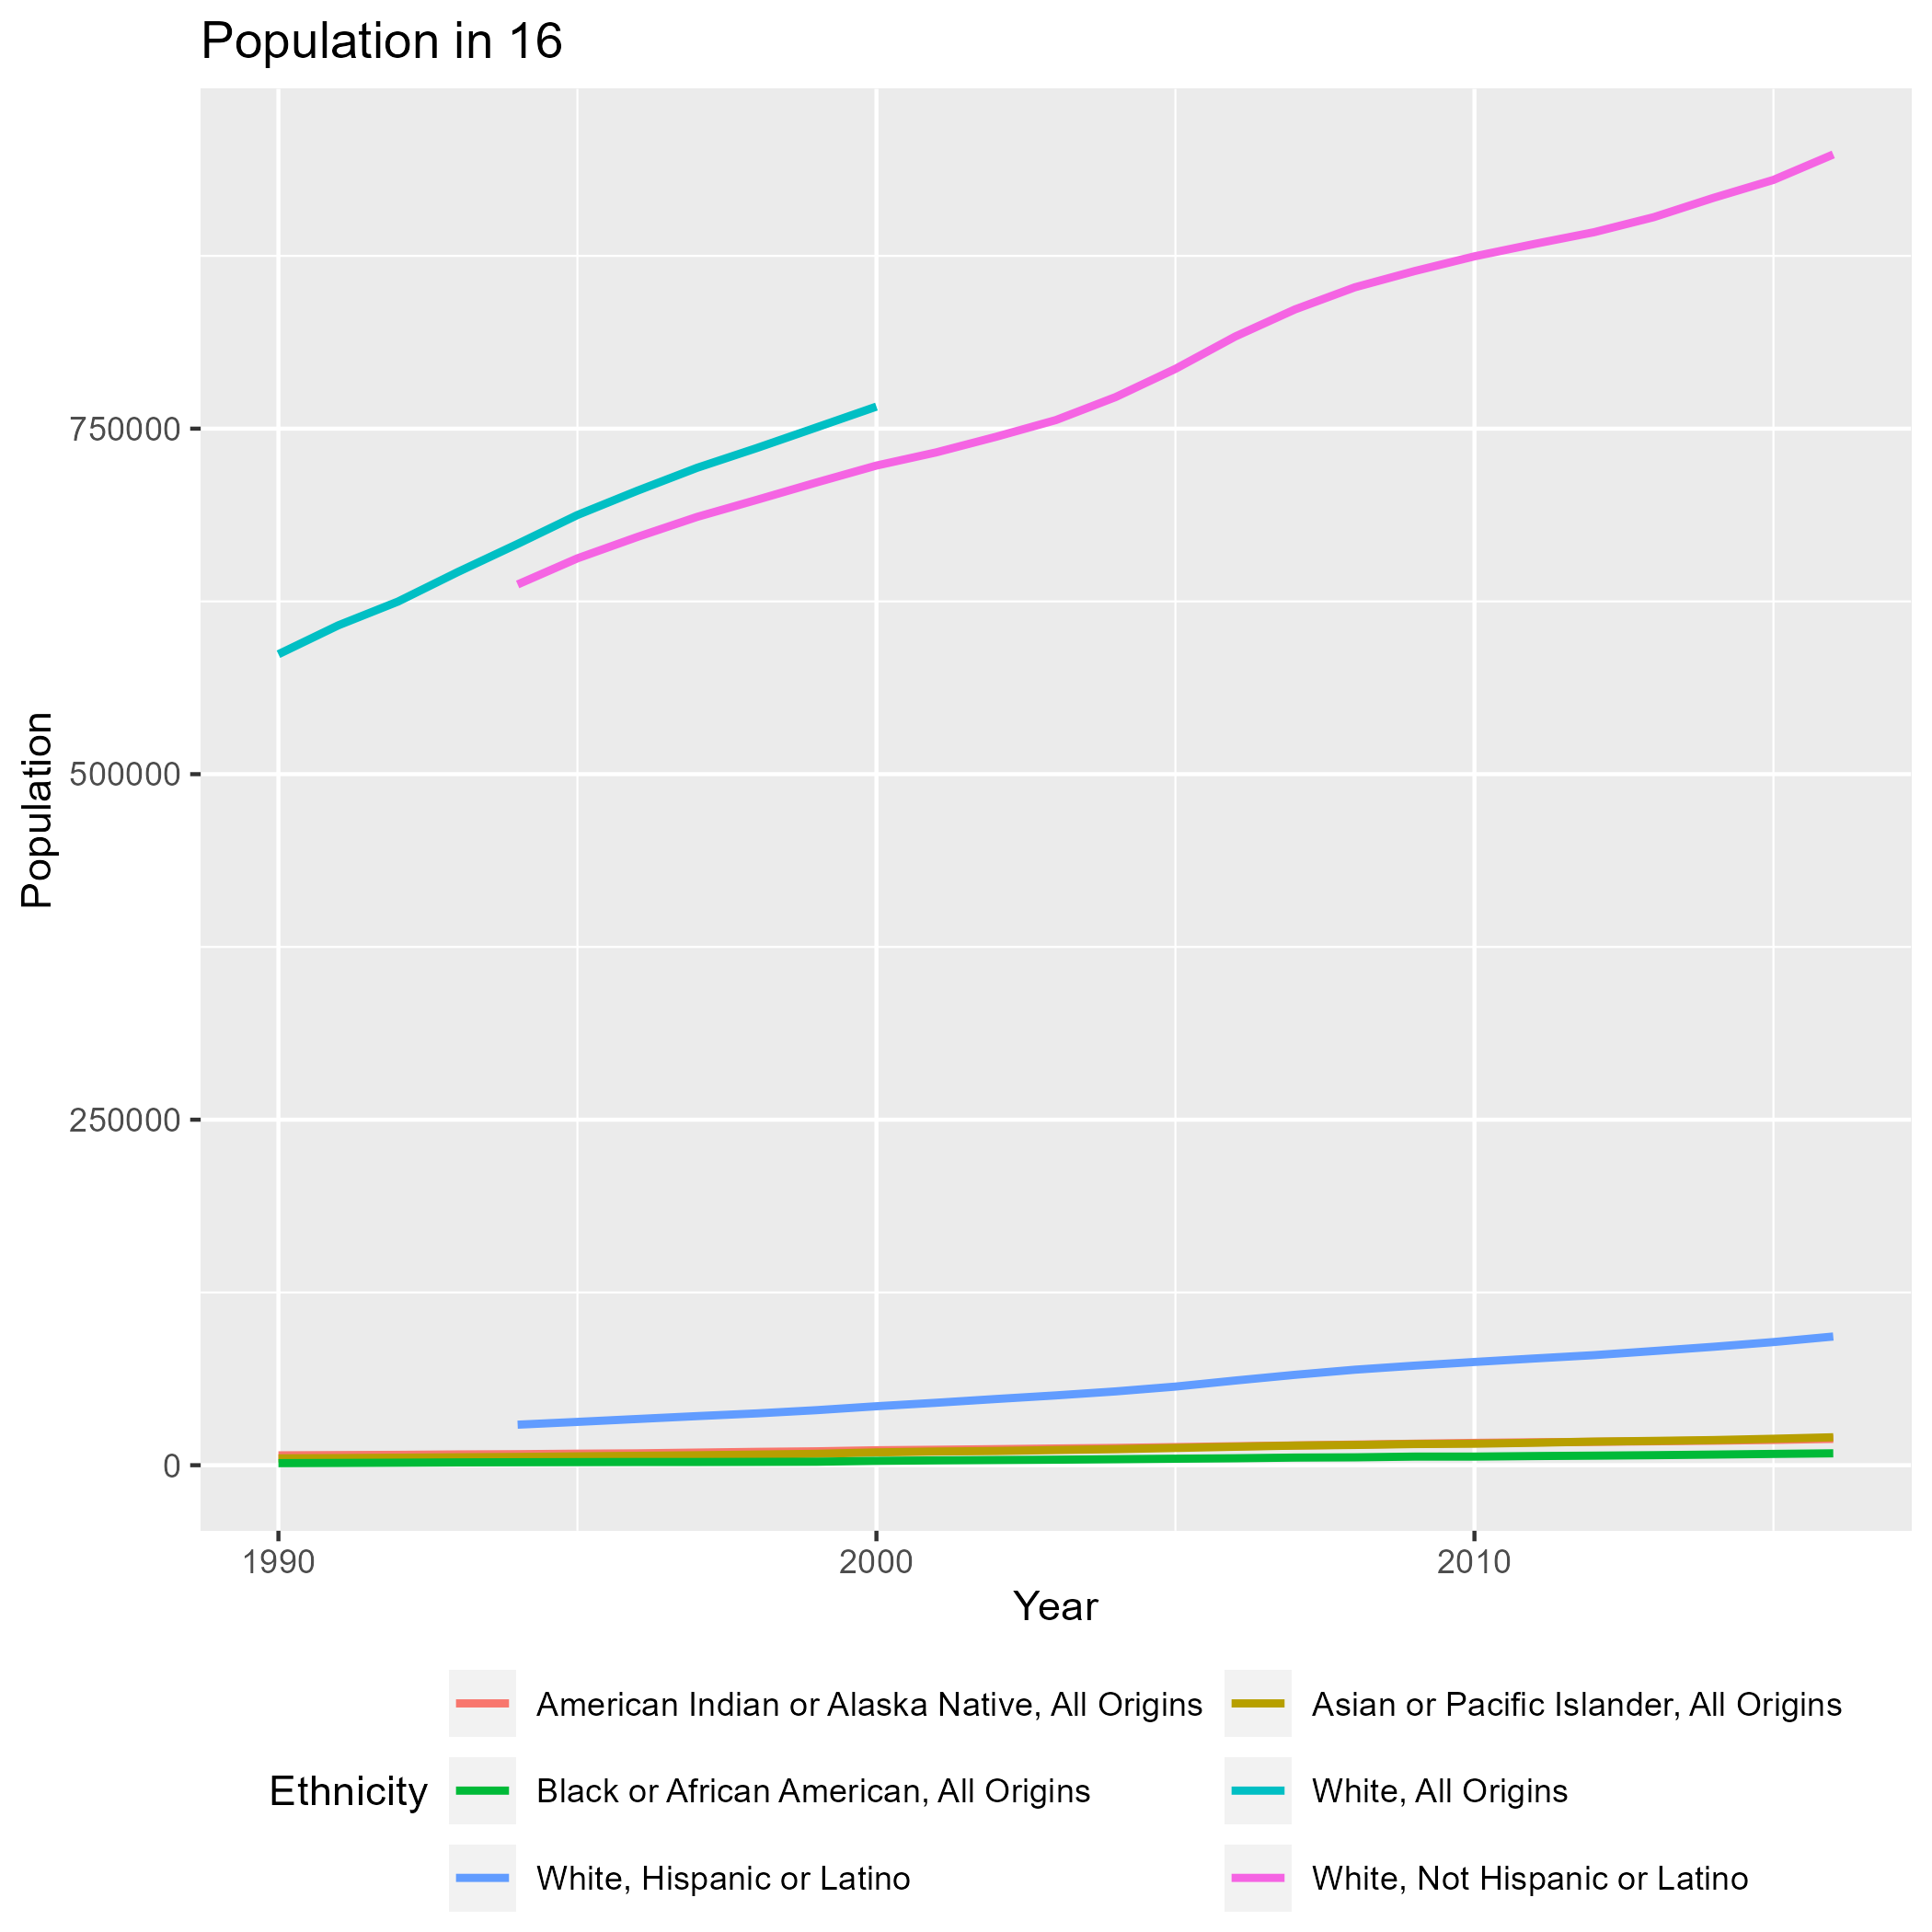 Population in 16
Population
750000
500000
250000
0
1990
2000
2010
Year
Ethnicity
American Indian or Alaska Native, All Origins
Asian or Pacific Islander, All Origins
Black or African American, All Origins
White, All Origins
White, Hispanic or Latino
White, Not Hispanic or Latino